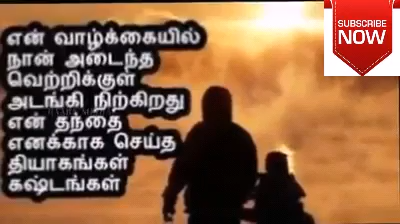 SUBSCRIBE
NOW
என் வாழ்க்கையில்
நான் அடைந்த
வெற்றிக்குள்
அடங்கி நிற்கிறது
என் தந்தை
எனக்காக செய்த
தியாகங்கள்
கஷ்டங்கள்